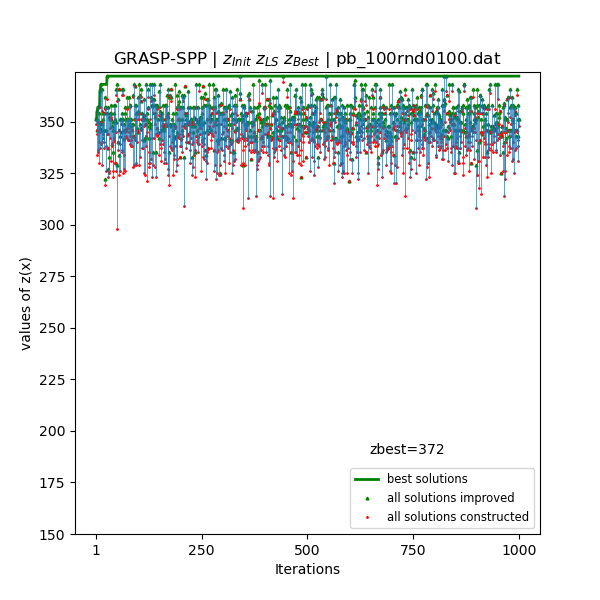 GRASP-SPP | z_Init z_LS z_Best | pb_100rnd0100.dat
values of z(x)
350
325
300
275
250
225
200
175
150
zbest=372
best solutions
all solutions improved
all solutions constructed
1 250 500 750 1000
Iterations